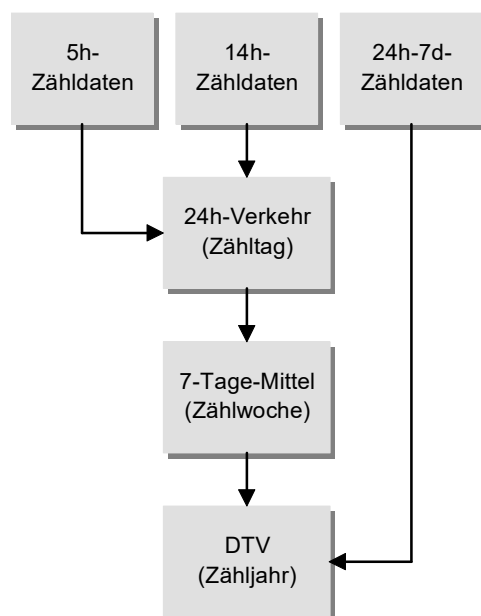 5h-
Zähldaten
14h-
Zähldaten
24h-7d-
Zähldaten
24h-Verkehr
(Zähltag)
7-Tage-Mittel
(Zählwoche)
DTV
(Zähljahr)